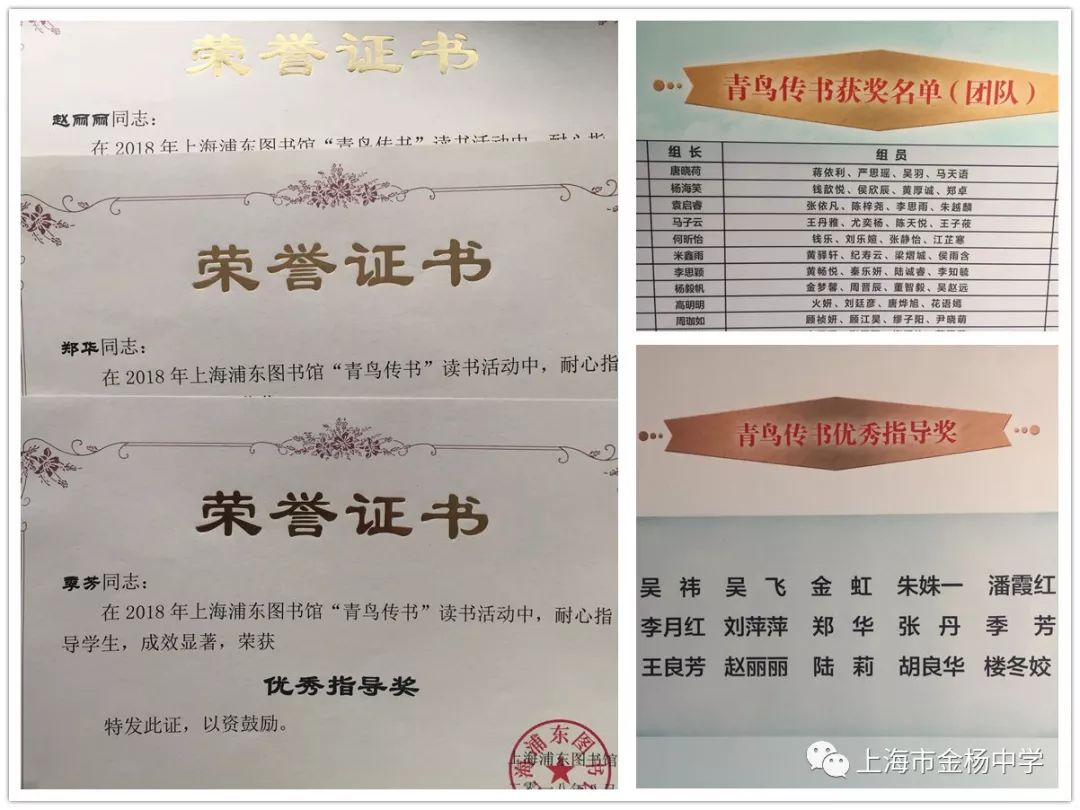 荣誉证书
赵丽丽同志：
在2018年上海浦东图书馆“青鸟传书”读书活动中，耐心指
荣誉证书
郑华同志：
在2018年上海浦东图书馆“青鸟传书”读书活动中，耐心指
荣誉证书
季芳同志：
在2018年上海浦东图书馆“青鸟传书”读书活动中，耐心指
导学生，成效显著，荣获
优秀指导奖
特发此证，以资鼓励。
上海浦东图书馆
青鸟传书获奖名单（团队）
组长 组员
唐晓荷 蒋依利、严思瑶、吴羽、马天语
杨海笑 钱歆悦、侯欣辰、黄厚诚、郑卓
袁启睿 张依凡、陈梓尧、李思雨、朱越麟
马子云 王丹雅、尤奕杨、陈天悦、王子莜
何昕怡 钱乐、刘乐媗、张静怡、江芷寒
米鑫雨 黄驿轩、纪寿云、梁熠城、侯雨含
李思颖 黄畅悦、秦乐妍、陆诚睿、李知毓
杨毅帆 金梦馨、周晋辰、董智毅、吴赵远
高明明 火妍、刘廷彦、唐烨旭、花语嫣
周珈如 顾祯妍、顾江昊、缪子阳、尹晓萌
青鸟传书优秀指导奖
吴祎 吴飞 金虹 朱姝一 潘霞红
李月红 刘萍萍 郑华 张丹 季芳
王良芳 赵丽丽 陆莉 胡良华 楼冬姣
上海市金杨中学